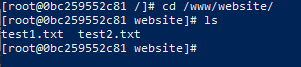 [root@0bc259552c81 /]# cd /www/website/
[root@0bc259552c81 website]# ls
test1.txt  test2.txt
[root@0bc259552c81 website]#